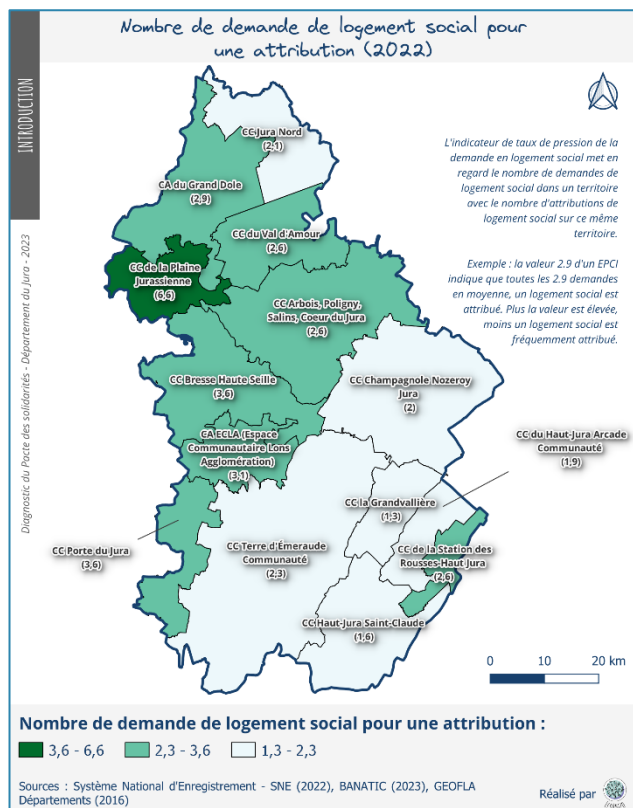 Nombre de demande de logement social pour
une attribution (2022)
INTRODUCTION
Diagnostic du Pacte des solidarités - Département du Jura - 2023
L'indicateur de taux de pression de la
demande en logement social met en
regard le nombre de demandes de
logement social dans un territoire
avec le nombre d'attributions de
logement social sur ce même
territoire.
Exemple : la valeur 2.9 d'un EPCI
indique que toutes les 2.9 demandes
en moyenne, un logement social est
attribué. Plus la valeur est élevée,
moins un logement social est
fréquemment attribué.
CC Jura Nord
(2,1)
CA du Grand Dole
(2,9)
CC du Val d'Amour
(2,6)
CC de la Plaine
Jurassienne
(6,6)
CC Arbois, Poligny,
Salins, Coeur du Jura
(2,6)
CC Bresse Haute Seille
(3,6)
CC Champagnole Nozeroy
Jura
(2)
CA ECLA (Espace
Communautaire Lons
Agglomération)
(3,1)
CC du Haut-Jura Arcade
Communauté
(1,9)
CC la Grandvallière
(1,3)
CC Porte du Jura
(3,6)
CC Terre d'Émeraude
Communauté
(2,3)
CC de la Station des
Rousses-Haut Jura
(2,6)
CC Haut-Jura Saint-Claude
(1,6)
0 10 20 km
Nombre de demande de logement social pour une attribution :
3,6 - 6,6 2,3 - 3,6 1,3 - 2,3
Sources : Système National d'Enregistrement - SNE (2022), BANATIC (2023), GEOFLA
Départements (2016)
Réalisé par